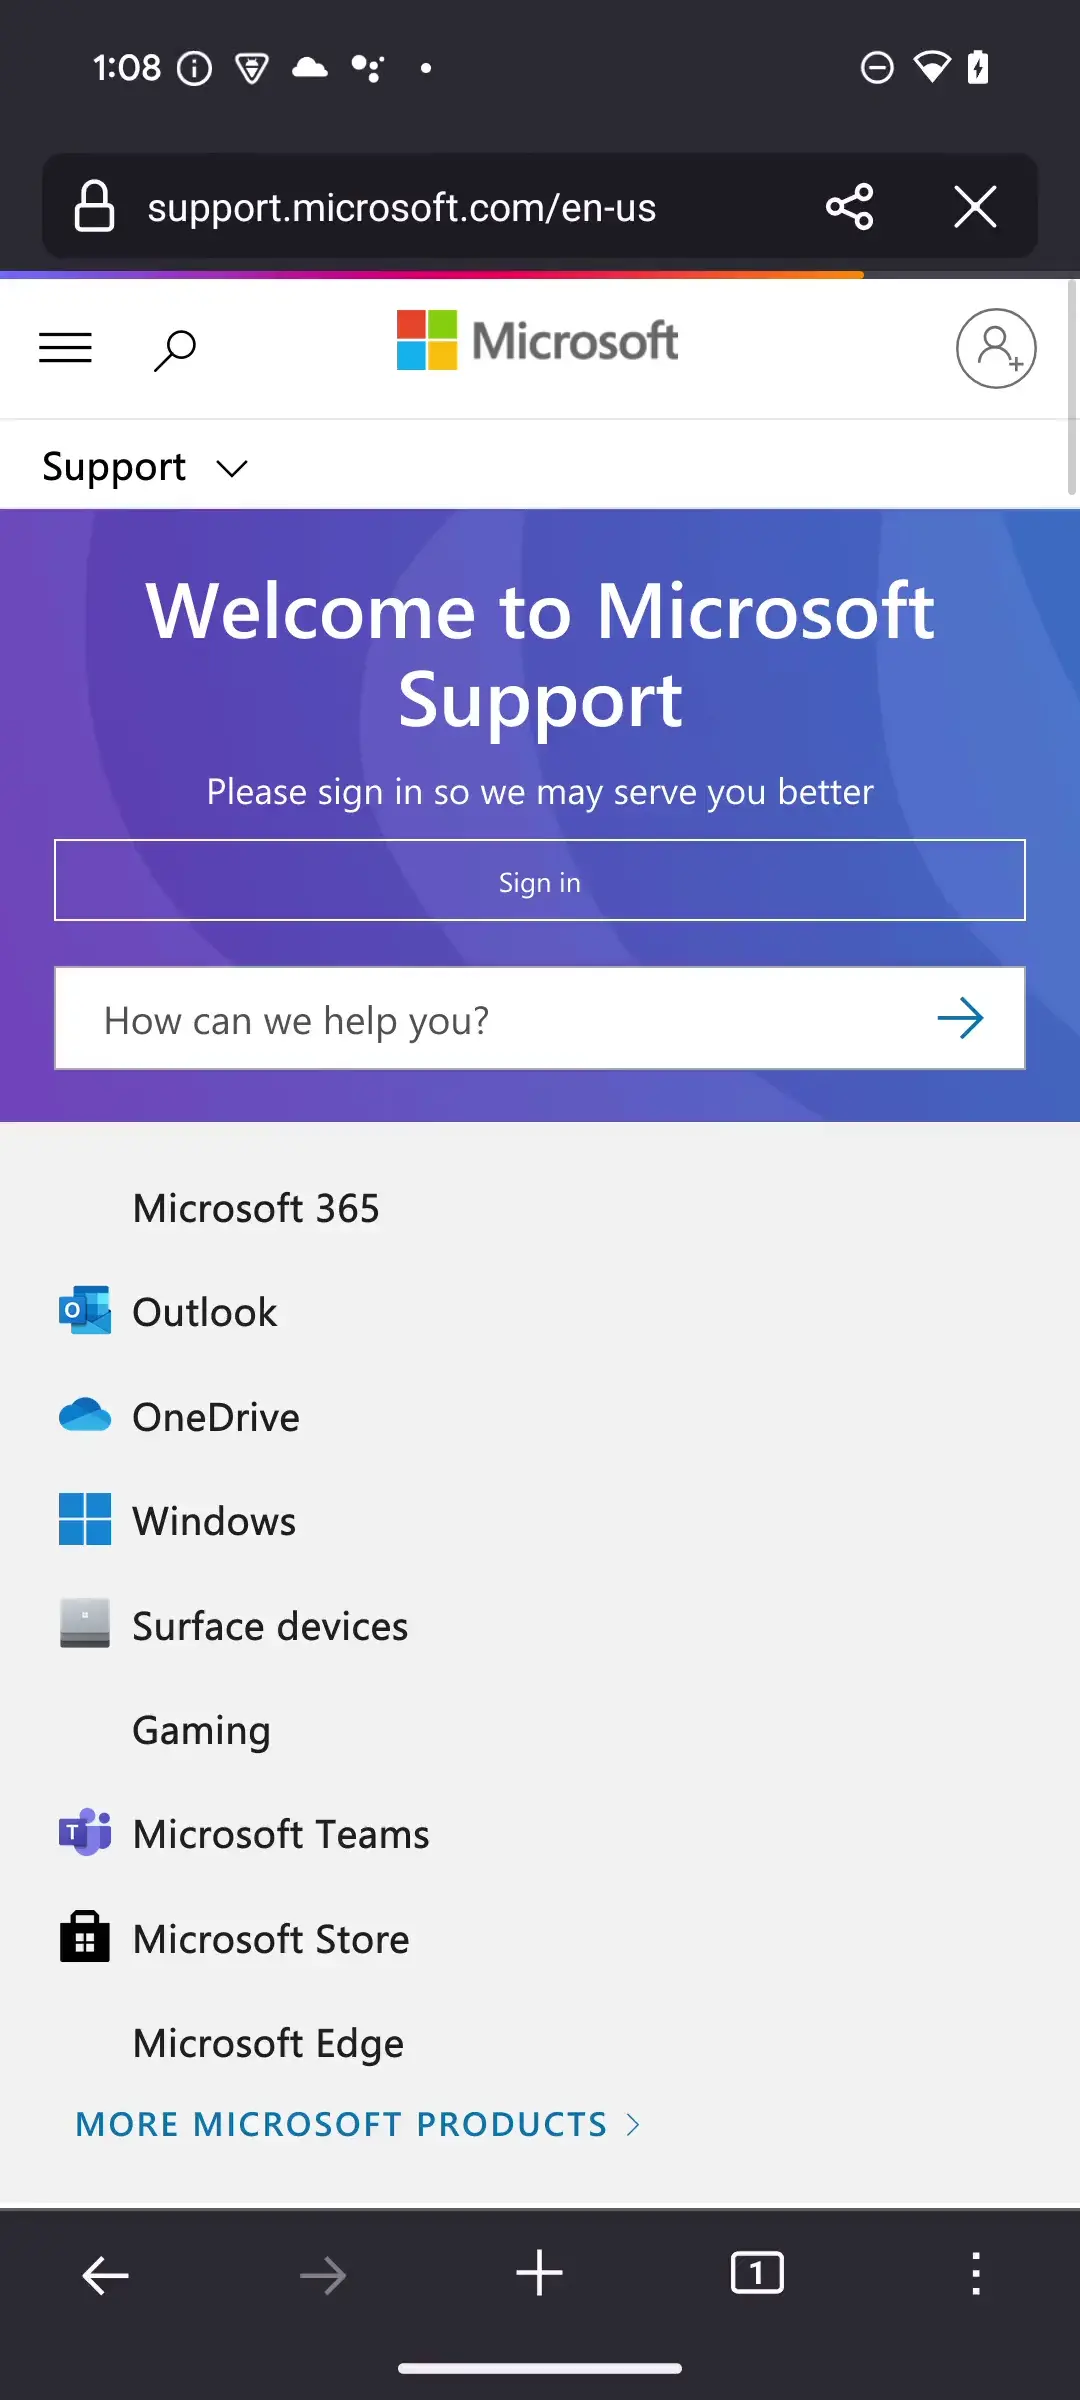 1:08
support.microsoft.com/en-us
Microsoft
Support
Welcome to Microsoft
Support
Please sign in so we may serve you better
Sign in
How can we help you?
Microsoft 365
Outlook
OneDrive
Windows
Surface devices
Gaming
Microsoft Teams
Microsoft Store
Microsoft Edge
MORE MICROSOFT PRODUCTS
1